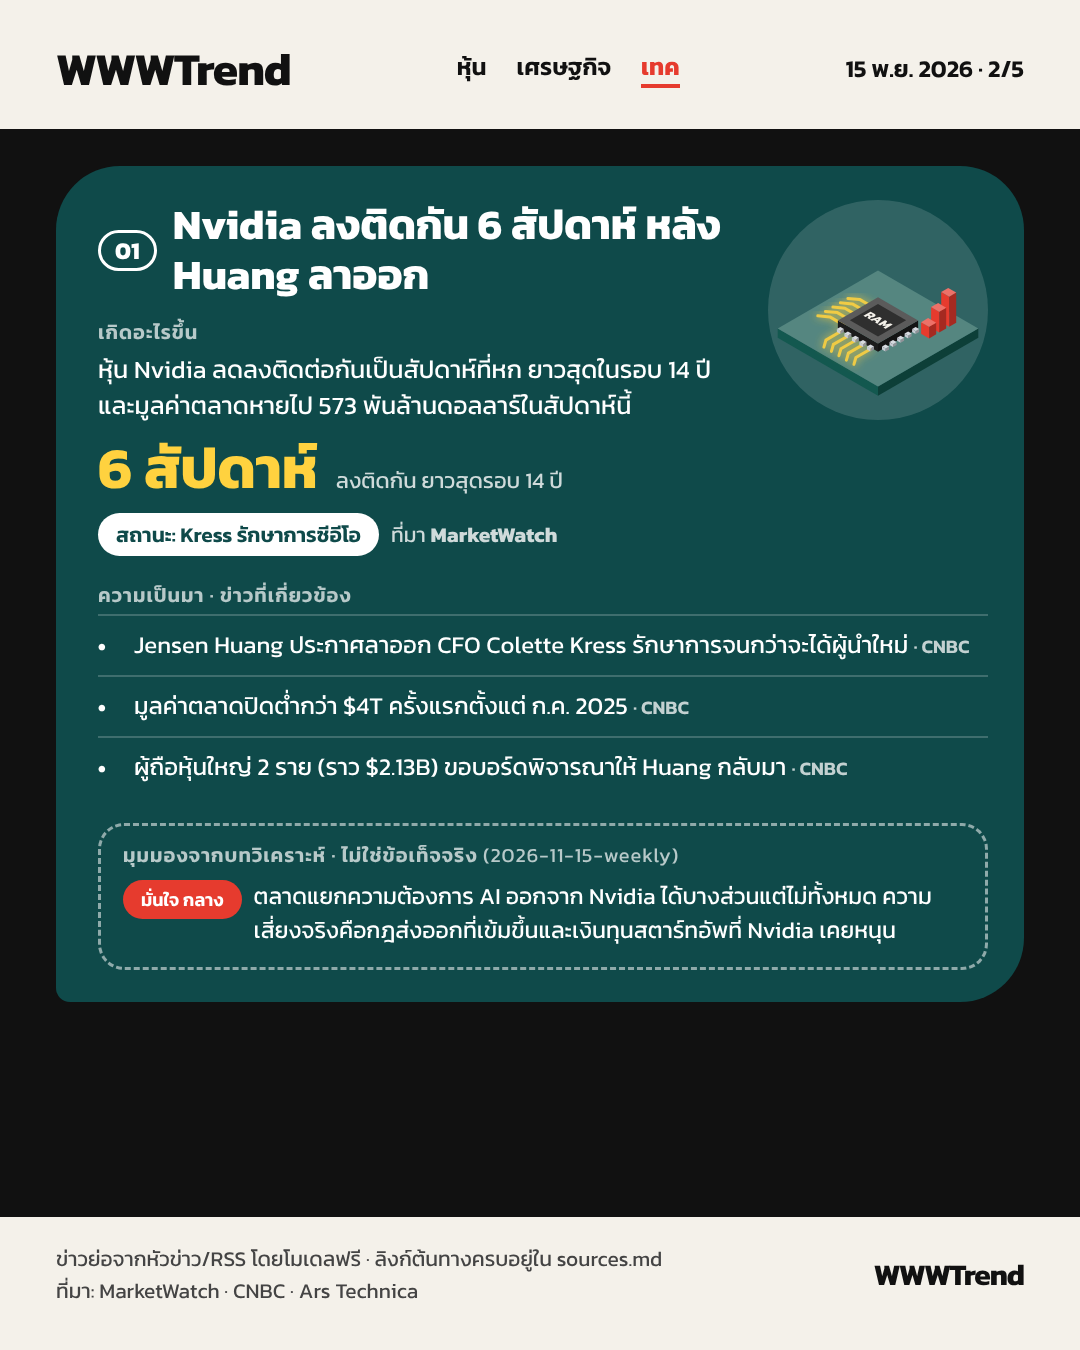 WWWTrend
หุ้น เศรษฐกิจ เทค
15 พ.ย. 2026 · 2/5
01
Nvidia ลงติดกัน 6 สัปดาห์ หลัง
Huang ลาออก
RAM
เกิดอะไรขึ้น
หุ้น Nvidia ลดลงติดต่อกันเป็นสัปดาห์ที่หก ยาวสุดในรอบ 14 ปี
และมูลค่าตลาดหายไป 573 พันล้านดอลลาร์ในสัปดาห์นี้
6 สัปดาห์ ลงติดกัน ยาวสุดรอบ 14 ปี
สถานะ: Kress รักษาการซีอีโอ ที่มา MarketWatch
ความเป็นมา · ข่าวที่เกี่ยวข้อง
• Jensen Huang ประกาศลาออก CFO Colette Kress รักษาการจนกว่าจะได้ผู้นำใหม่ · CNBC
• มูลค่าตลาดปิดต่ำกว่า $4T ครั้งแรกตั้งแต่ ก.ค. 2025 · CNBC
• ผู้ถือหุ้นใหญ่ 2 ราย (ราว $2.13B) ขอบอร์ดพิจารณาให้ Huang กลับมา · CNBC
มุมมองจากบทวิเคราะห์ · ไม่ใช่ข้อเท็จจริง (2026-11-15-weekly)
มั่นใจ กลาง
ตลาดแยกความต้องการ AI ออกจาก Nvidia ได้บางส่วนแต่ไม่ทั้งหมด ความ
เสี่ยงจริงคือกฎส่งออกที่เข้มขึ้นและเงินทุนสตาร์ทอัพที่ Nvidia เคยหนุน
ข่าวย่อจากหัวข่าว/RSS โดยโมเดลฟรี · ลิงก์ต้นทางครบอยู่ใน sources.md
ที่มา: MarketWatch · CNBC · Ars Technica
WWWTrend